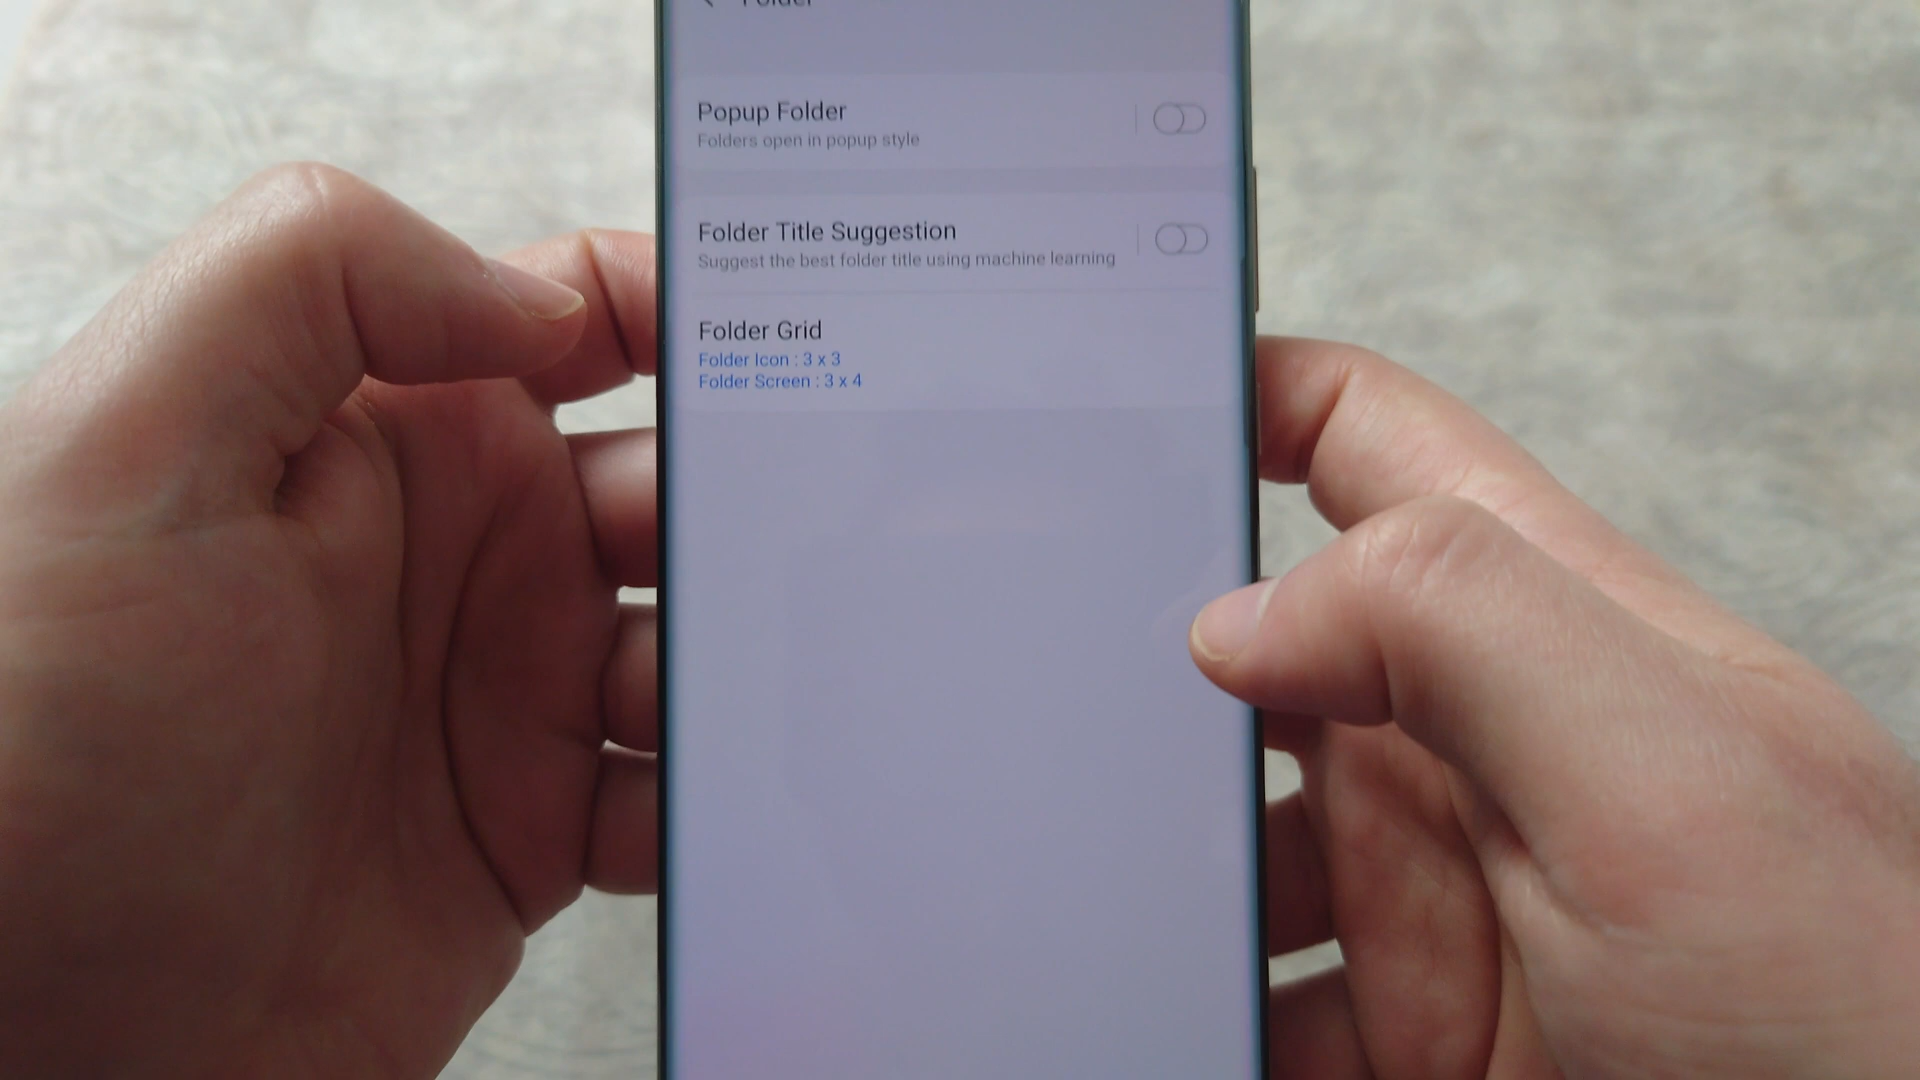 Folder
Popup Folder
Folders open in popup style
Folder Title Suggestion
Suggest the best folder title using machine learning
Folder Grid
Folder Icon : 3 x 3
Folder Screen : 3 x 4